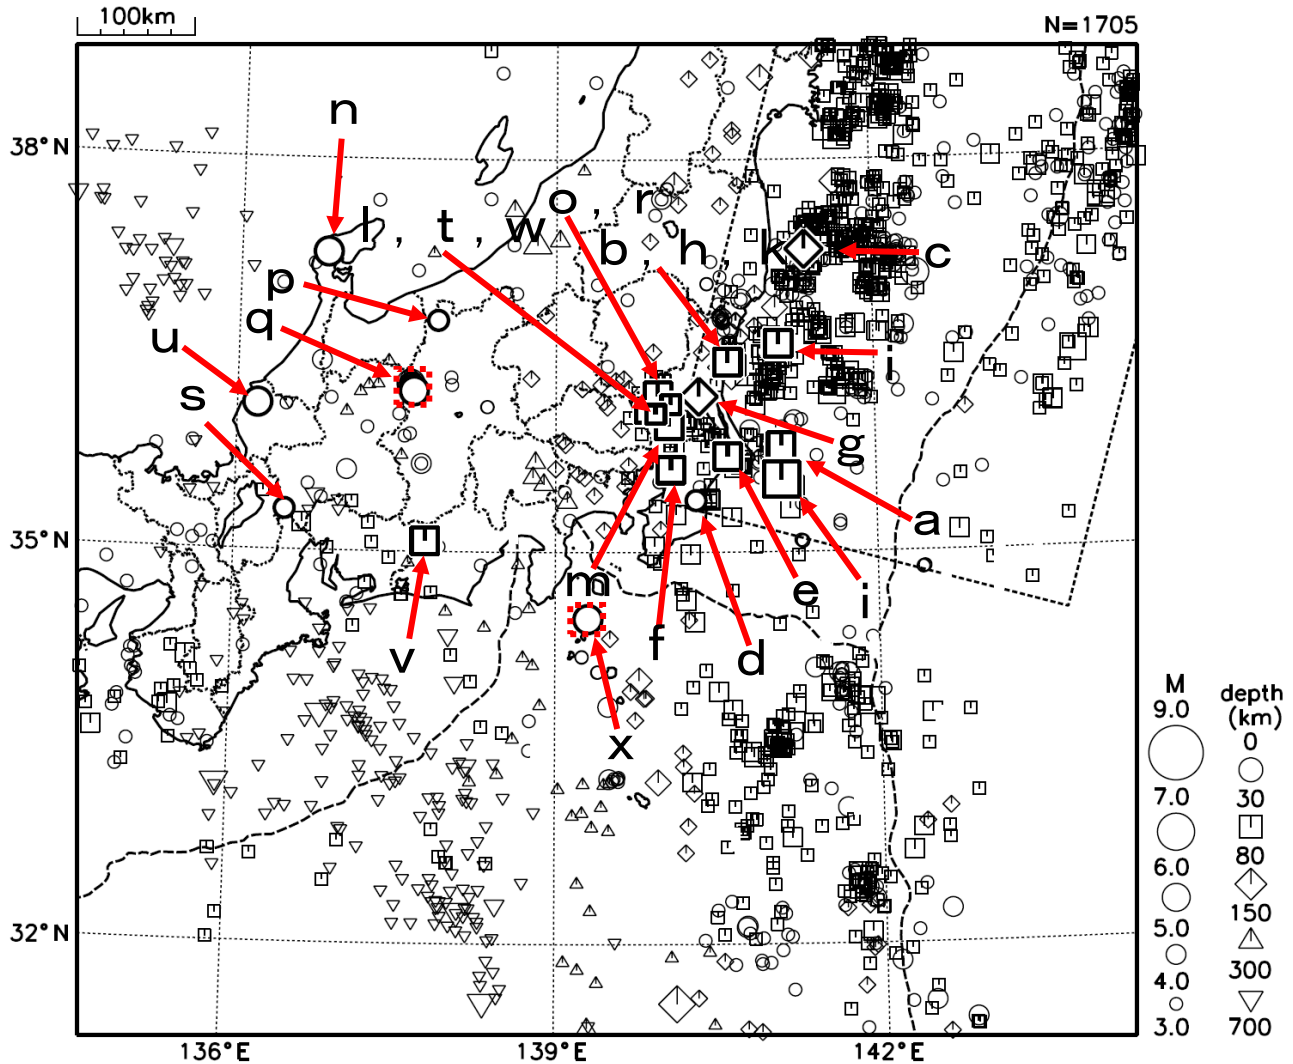 100km
N=1705
n
38°N
o, r
l, t, w
b, h, k
c
p
q
u
j
s
g
a
35°N
m
e
i
f
d
v
x
M
9.0
7.0
6.0
5.0
4.0
3.0
depth
(km)
0
30
80
150
300
700
32°N
136°E
139°E
142°E